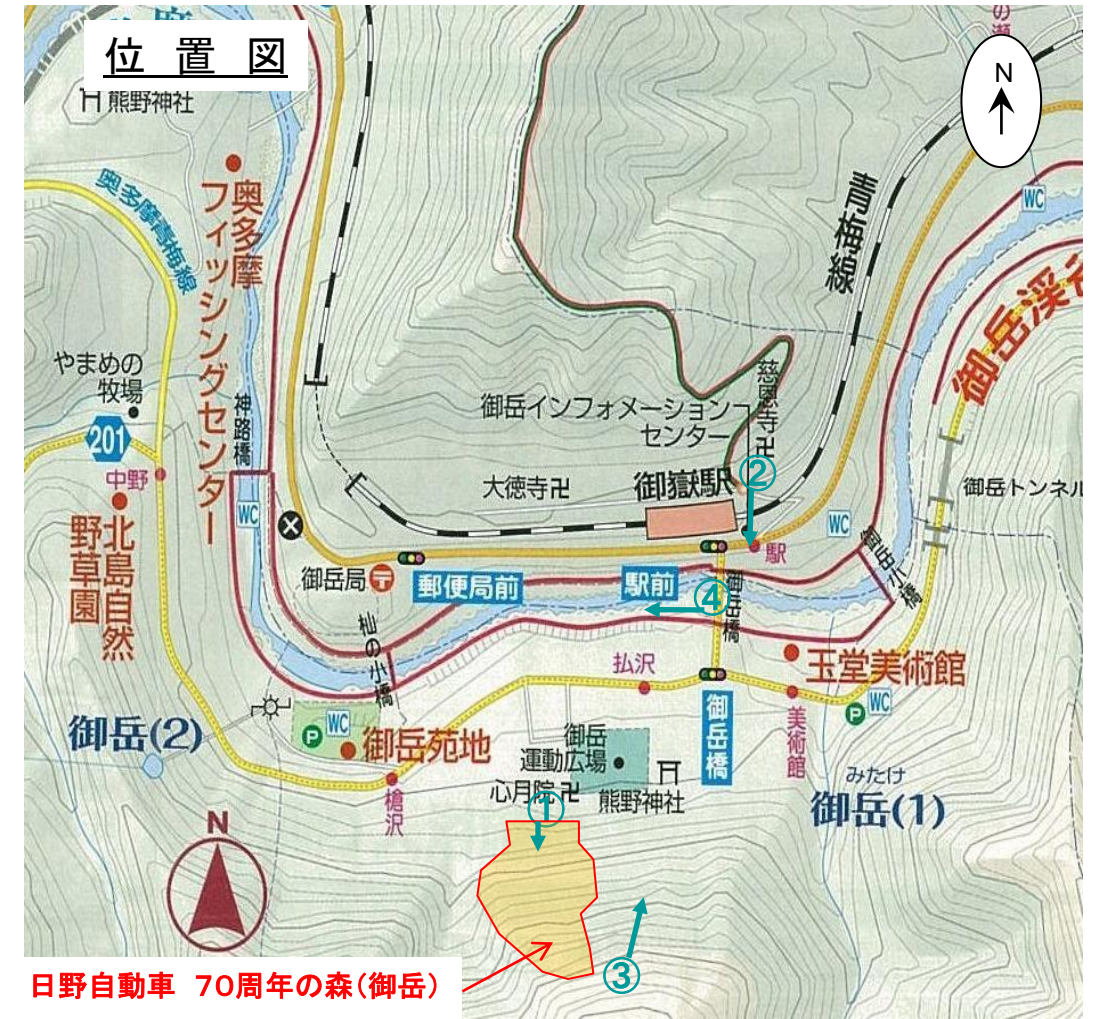 位 置 図
の瀬
N
熊野神社
奥多摩青梅線
奥多摩
フィッシングセンター
青梅線
WC
御岳渓谷
やまめの
牧場
201
中野
神路橋
慈恩寺
御岳インフォメーション
センター
大徳寺
御嶽駅
②
御岳トンネル
WC
WC
X
北島自然
野草園
御岳局
〒
郵便局前
駅前
駅
④
御岳橋
御岳小橋
杣の小橋
払沢
玉堂美術館
御岳(2)
P
WC
御岳苑地
御岳
運動広場
御岳橋
美術館
P
WC
心月院
熊野神社
みたけ
御岳(1)
槍沢
①
N
③
日野自動車 70周年の森(御岳)